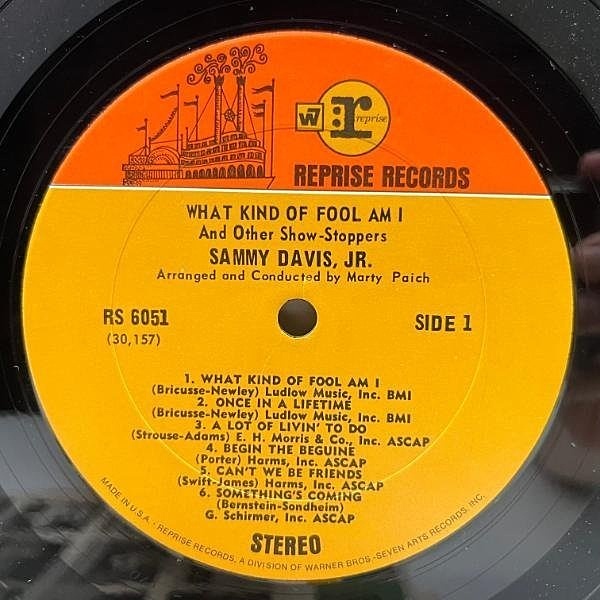 W r: reprise
REPRISE RECORDS
WHAT KIND OF FOOL AM I
And Other Show-Stoppers
SAMMY DAVIS, JR.
Arranged and Conducted by Marty Paich
RS 6051
(30,157)
SIDE 1
1. WHAT KIND OF FOOL AM I
(Bricusse-Newley) Ludlow Music, Inc. BMI
2. ONCE IN A LIFETIME
(Bricusse-Newley) Ludlow Music, Inc. BMI
3. A LOT OF LIVIN' TO DO
(Strouse-Adams) E. H. Morris & Co., Inc. ASCAP
4. BEGIN THE BEGUINE
(Porter) Harms, Inc. ASCAP
5. CAN'T WE BE FRIENDS
(Swift-James) Harms, Inc. ASCAP
6. SOMETHING'S COMING
(Bernstein-Sondheim)
G. Schirmer, Inc. ASCAP
STEREO
MADE IN U.S.A. · REPRISE RECORDS, A DIVISION OF WARNER BROS.-SEVEN ARTS RECORDS, INC.